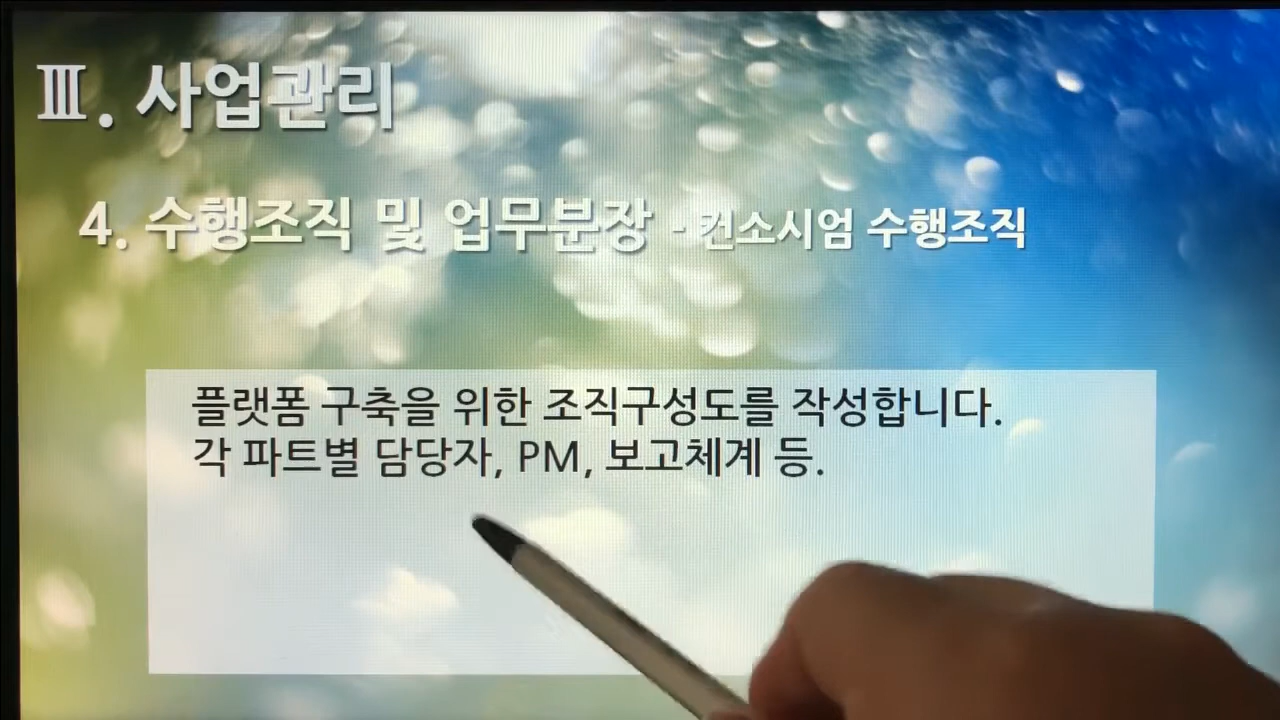 Ⅲ. 사업관리
4. 수행조직 및 업무분장 - 컨소시엄 수행조직
플랫폼 구축을 위한 조직구성도를 작성합니다.
각 파트별 담당자, PM, 보고체계 등.